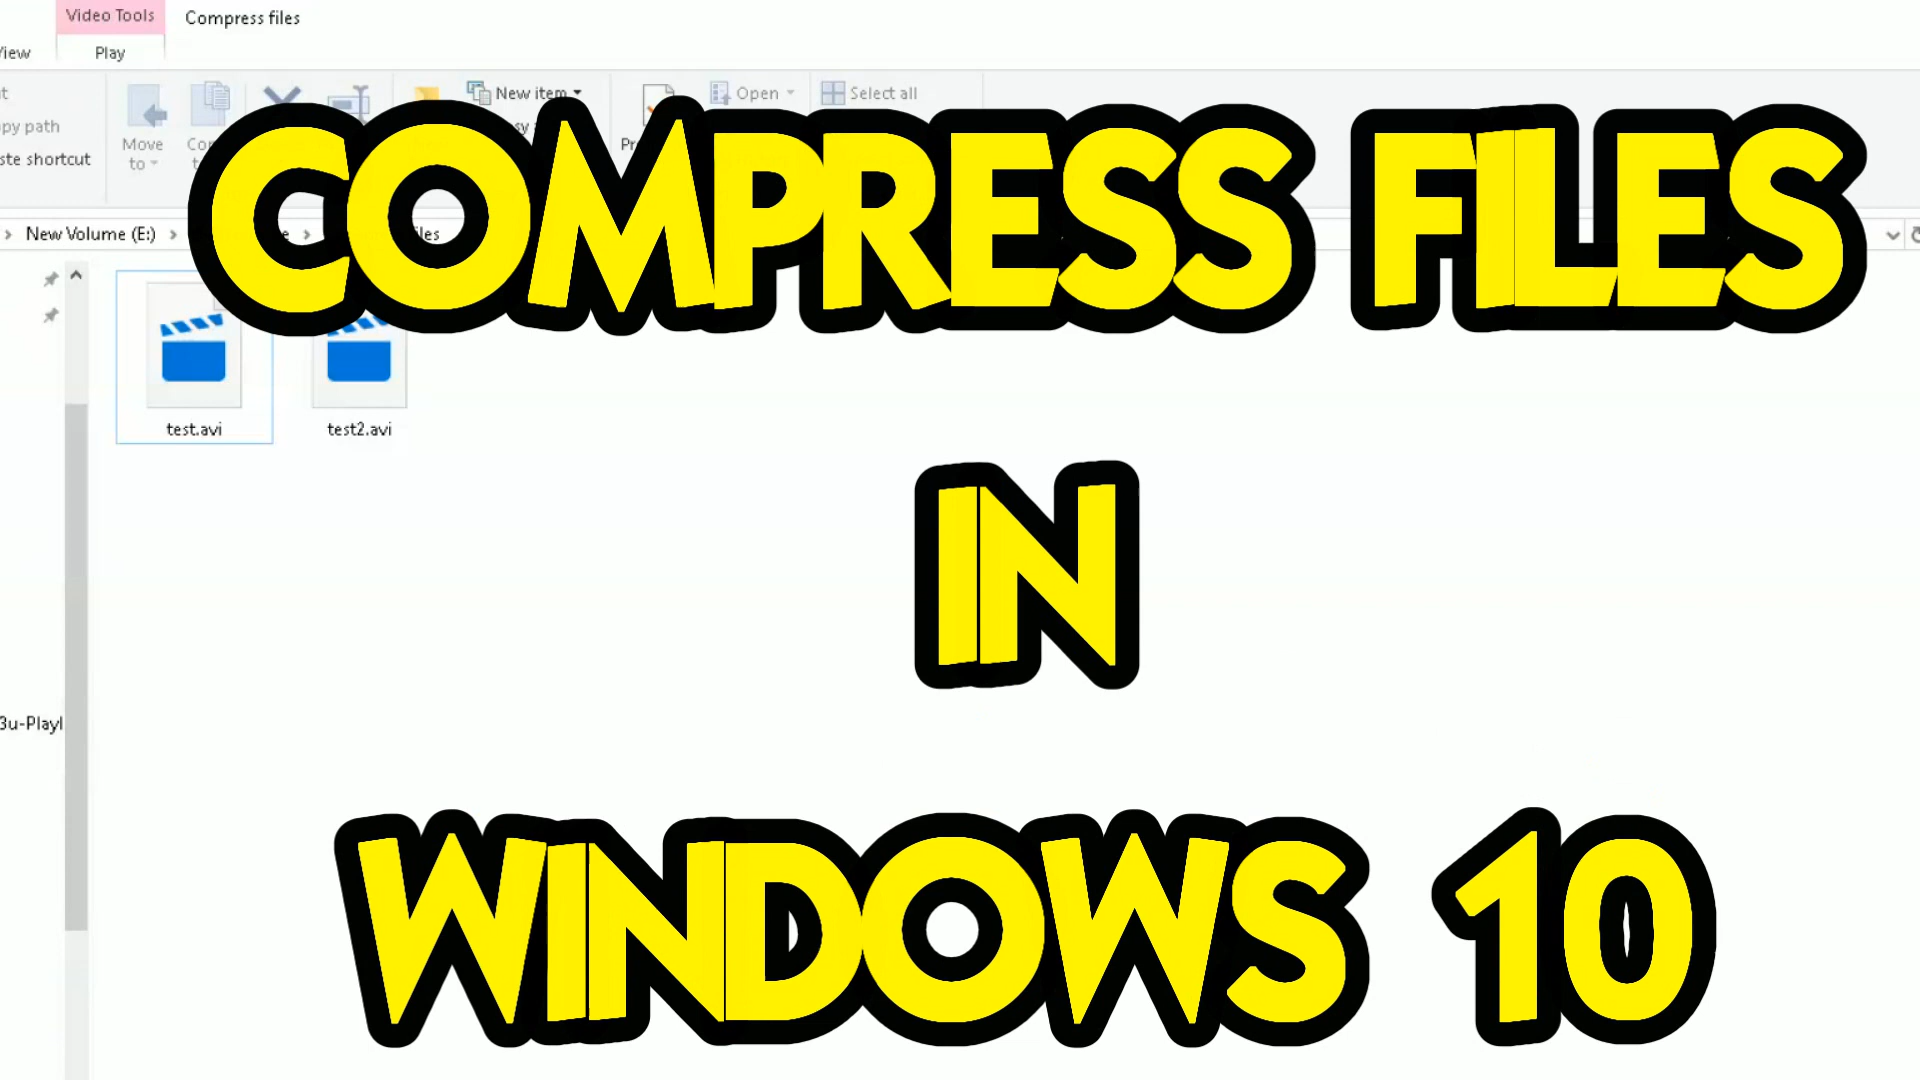 Video Tools Compress files
View Play
New item Open Select all
py path
Move
to
ste shortcut
COMPRESS FILES
New Volume (E:)
test.avi test2.avi
IN
3u-Playl
WINDOWS 10